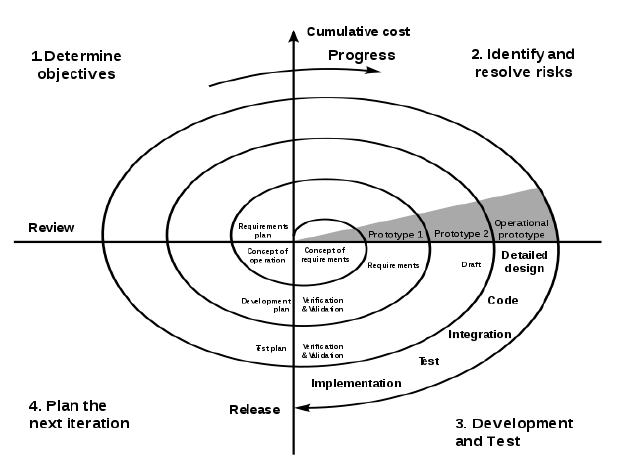 Cumulative cost
Progress
1.Determine
objectives
2. Identify and
resolve risks
Review
Requirements
plan
Prototype 1
Prototype 2
Operational
prototype
Concept of
operation
Concept of
requirements
Requirements
Draft
Detailed
design
Development
plan
Verification
& Validation
Code
Integration
Test plan
Verification
& Validation
Test
Implementation
4. Plan the
next iteration
Release
3. Development
and Test